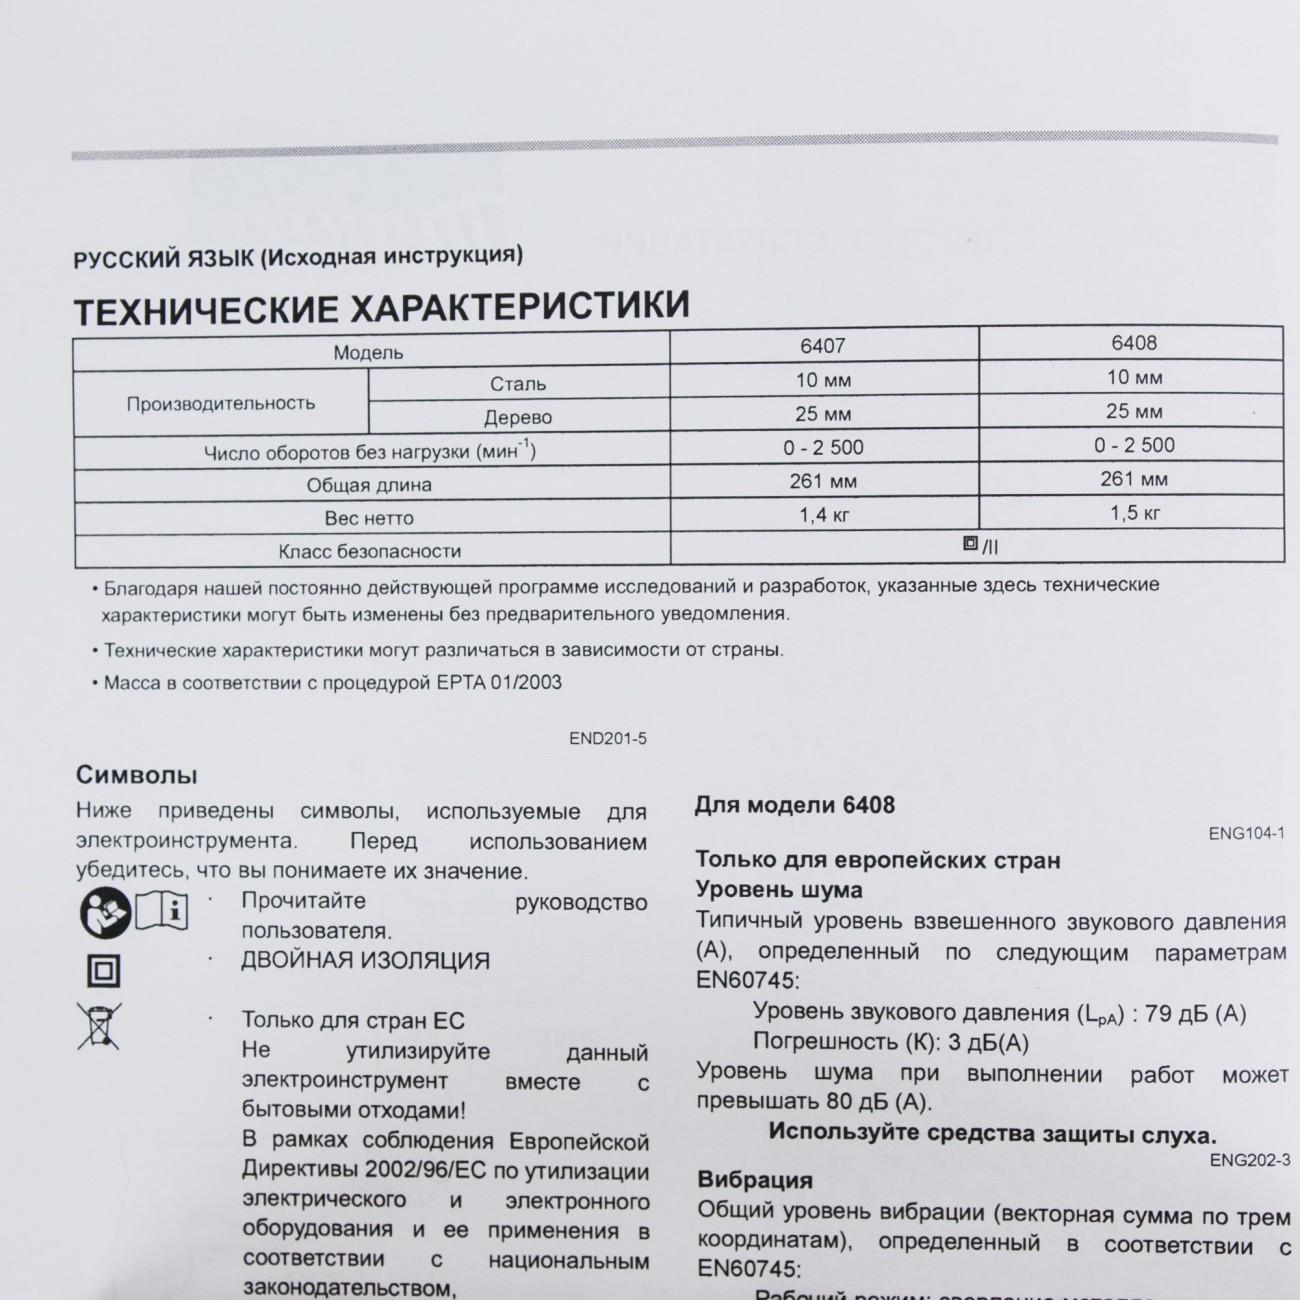 РУССКИЙ ЯЗЫК (Исходная инструкция)
ТЕХНИЧЕСКИЕ ХАРАКТЕРИСТИКИ
Модель 6407 6408
Производительность Сталь 10 мм 10 мм
Дерево 25 мм 25 мм
Число оборотов без нагрузки (мин-1) 0 - 2 500 0 - 2 500
Общая длина 261 мм 261 мм
Вес нетто 1,4 кг 1,5 кг
Класс безопасности /II
• Благодаря нашей постоянно действующей программе исследований и разработок, указанные здесь технические
характеристики могут быть изменены без предварительного уведомления.
• Технические характеристики могут различаться в зависимости от страны.
• Масса в соответствии с процедурой EPTA 01/2003
END201-5
Символы
Ниже приведены символы, используемые для
электроинструмента. Перед использованием
убедитесь, что вы понимаете их значение.
· Прочитайте руководство
пользователя.
· ДВОЙНАЯ ИЗОЛЯЦИЯ
· Только для стран ЕС
Не утилизируйте данный
электроинструмент вместе с
бытовыми отходами!
В рамках соблюдения Европейской
Директивы 2002/96/EC по утилизации
электрического и электронного
оборудования и ее применения в
соответствии с национальным
законодательством,
Для модели 6408
ENG104-1
Только для европейских стран
Уровень шума
Типичный уровень взвешенного звукового давления
(A), определенный по следующим параметрам
EN60745:
Уровень звукового давления (LpA) : 79 дБ (A)
Погрешность (К): 3 дБ(A)
Уровень шума при выполнении работ может
превышать 80 дБ (A).
Используйте средства защиты слуха.
ENG202-3
Вибрация
Общий уровень вибрации (векторная сумма по трем
координатам), определенный в соответствии с
EN60745:
Рабочий режим: сверление